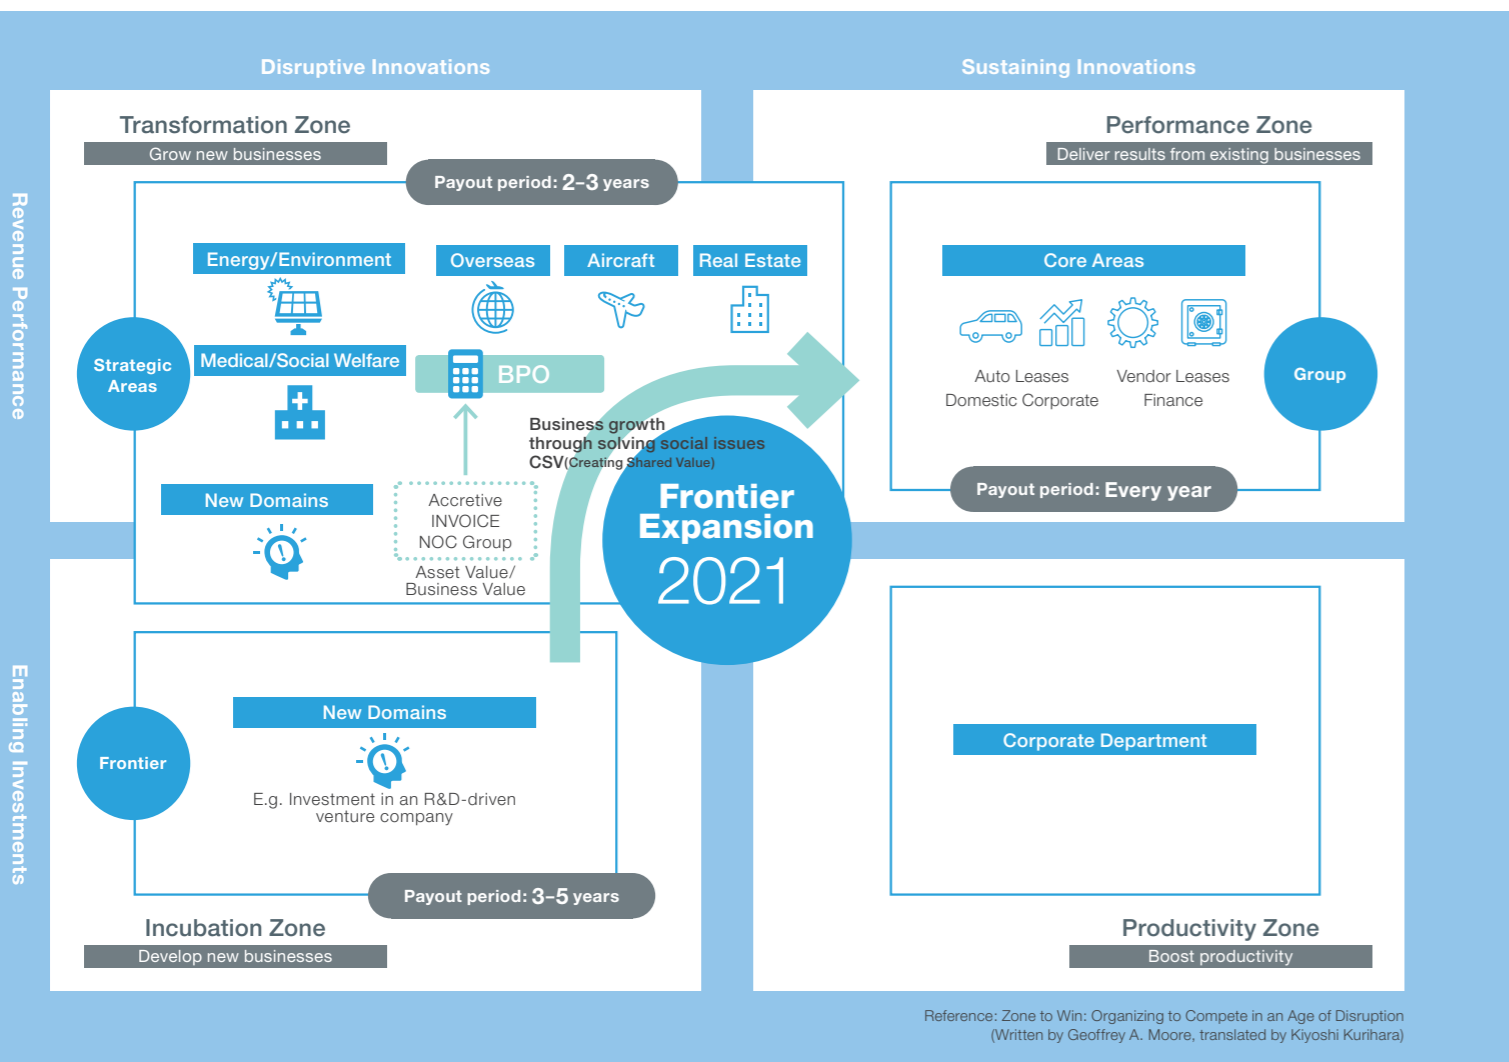 Disruptive Innovations
Sustaining Innovations
Revenue Performance
Enabling Investments
Transformation Zone
Grow new businesses
Payout period: 2–3 years
Energy/Environment
Overseas
Aircraft
Real Estate
Strategic
Areas
Medical/Social Welfare
BPO
Business growth
through solving social issues
CSV(Creating Shared Value)
New Domains
Accretive
INVOICE
NOC Group
Asset Value/
Business Value
Frontier
Expansion
2021
Performance Zone
Deliver results from existing businesses
Core Areas
Auto Leases
Domestic Corporate
Vendor Leases
Finance
Group
Payout period: Every year
Frontier
New Domains
E.g. Investment in an R&D-driven
venture company
Payout period: 3–5 years
Incubation Zone
Develop new businesses
Corporate Department
Productivity Zone
Boost productivity
Reference: Zone to Win: Organizing to Compete in an Age of Disruption
(Written by Geoffrey A. Moore, translated by Kiyoshi Kurihara)